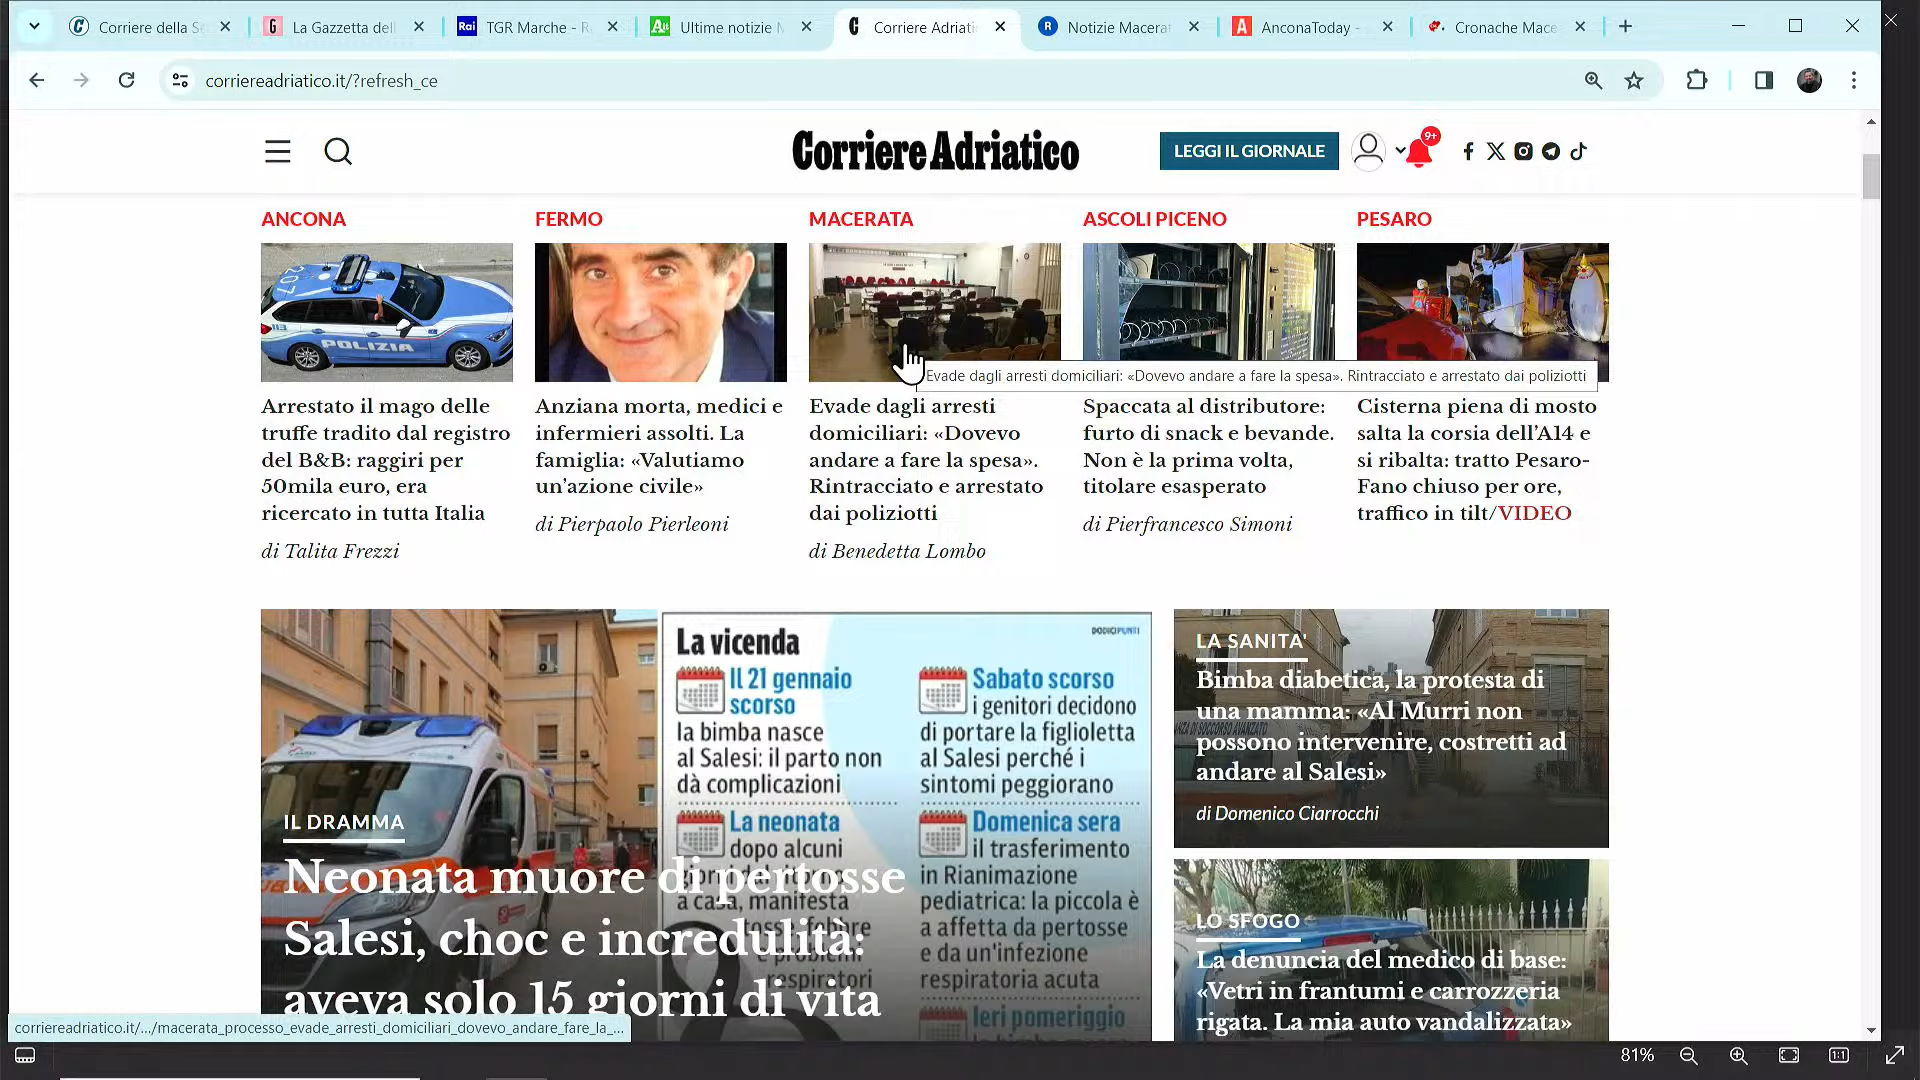 Corriere della S
La Gazzetta dell
TGR Marche - R
Ultime notizie M
Corriere Adriati
Notizie Macerat
AnconaToday -
Cronache Mace
corriereadriatico.it/?refresh_ce
Corriere Adriatico
LEGGI IL GIORNALE
9+
ANCONA
POLIZIA
Arrestato il mago delle
truffe tradito dal registro
del B&B: raggiri per
50mila euro, era
ricercato in tutta Italia
di Talita Frezzi
FERMO
Anziana morta, medici e
infermieri assolti. La
famiglia: «Valutiamo
un'azione civile»
di Pierpaolo Pierleoni
MACERATA
Evade dagli arresti domiciliari: «Dovevo andare a fare la spesa». Rintracciato e arrestato dai poliziotti
Evade dagli arresti
domiciliari: «Dovevo
andare a fare la spesa».
Rintracciato e arrestato
dai poliziotti
di Benedetta Lombo
ASCOLI PICENO
Spaccata al distributore:
furto di snack e bevande.
Non è la prima volta,
titolare esasperato
di Pierfrancesco Simoni
PESARO
Cisterna piena di mosto
salta la corsia dell'A14 e
si ribalta: tratto Pesaro-
Fano chiuso per ore,
traffico in tilt/VIDEO
IL DRAMMA
Neonata muore di pertosse
Salesi, choc e incredulità:
aveva solo 15 giorni di vita
La vicenda
DODICIPUNTI
Il 21 gennaio
scorso
la bimba nasce
al Salesi: il parto non
dà complicazioni
La neonata
dopo alcuni
a casa, manifesta
respiratori
Sabato scorso
i genitori decidono
di portare la figlioletta
al Salesi perché i
sintomi peggiorano
Domenica sera
il trasferimento
in Rianimazione
pediatrica: la piccola è
affetta da pertosse
e da un'infezione
respiratoria acuta
Ieri pomeriggio
LA SANITA'
Bimba diabetica, la protesta di
una mamma: «Al Murri non
possono intervenire, costretti ad
andare al Salesi»
di Domenico Ciarrocchi
LO SFOGO
La denuncia del medico di base:
«Vetri in frantumi e carrozzeria
rigata. La mia auto vandalizzata»
corriereadriatico.it/.../macerata_processo_evade_arresti_domiciliari_dovevo_andare_fare_la_...
81%
1:1